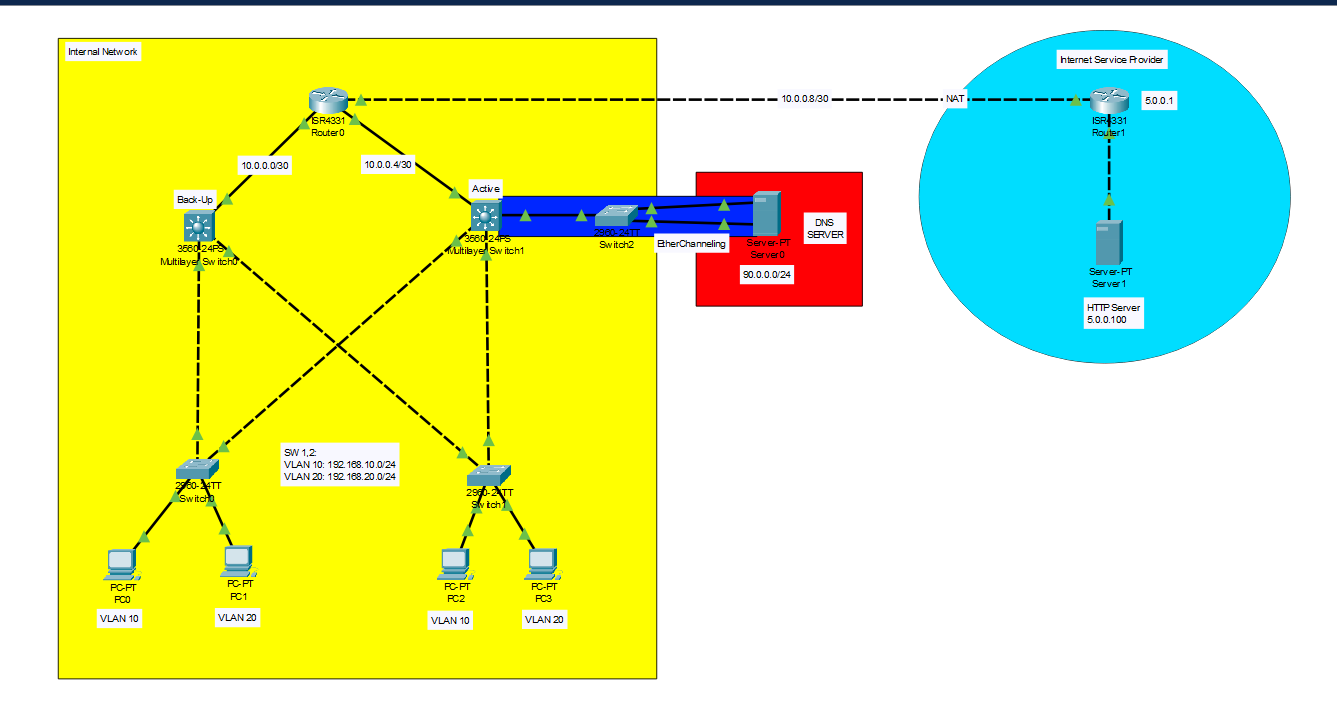 Internal Network
Internet Service Provider
ISR4331
Router0
10.0.0.8/30
NAT
ISR4331
Router1
5.0.0.1
10.0.0.0/30
10.0.0.4/30
Back-Up
Active
3560-24PS
Multilayer Switch0
3560-24PS
Multilayer Switch1
2960-24TT
Switch2
EtherChanneling
Server-PT
Server0
DNS
SERVER
90.0.0.0/24
Server-PT
Server1
HTTP Server
5.0.0.100
SW 1,2:
VLAN 10: 192.168.10.0/24
VLAN 20: 192.168.20.0/24
2960-24TT
Switch0
2960-24TT
Switch1
PC-PT
PC0
PC-PT
PC1
PC-PT
PC2
PC-PT
PC3
VLAN 10
VLAN 20
VLAN 10
VLAN 20